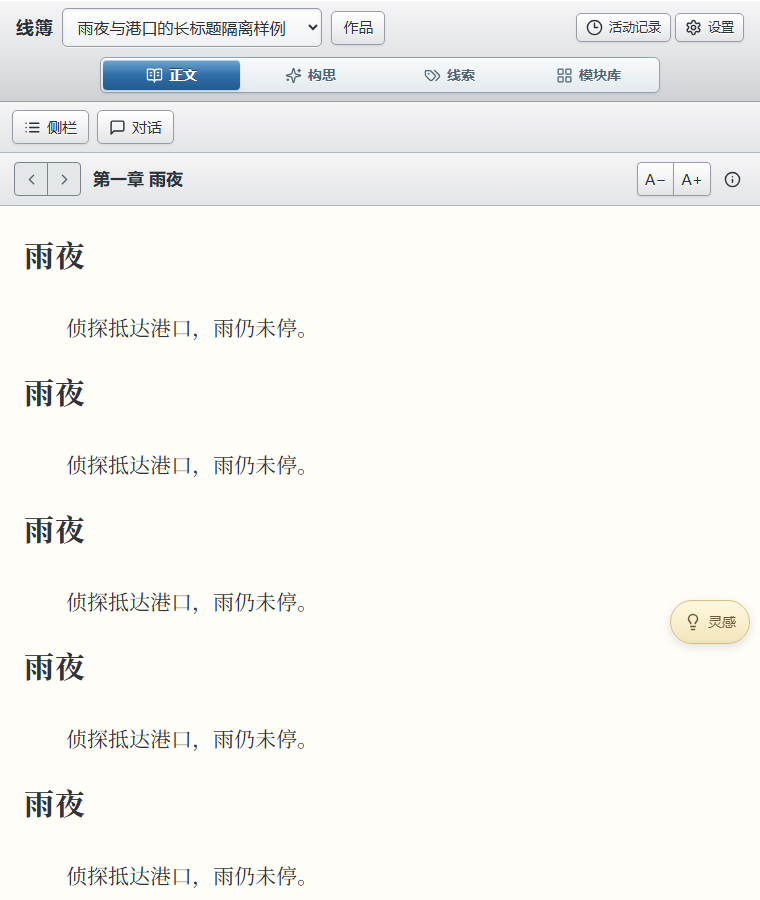 线簿 雨夜与港口的长标题隔离样例 作品 活动记录 设置
正文 构思 线索 模块库
侧栏 对话
第一章 雨夜 A− A+
雨夜
侦探抵达港口，雨仍未停。
雨夜
侦探抵达港口，雨仍未停。
雨夜
侦探抵达港口，雨仍未停。
灵感
雨夜
侦探抵达港口，雨仍未停。
雨夜
侦探抵达港口，雨仍未停。